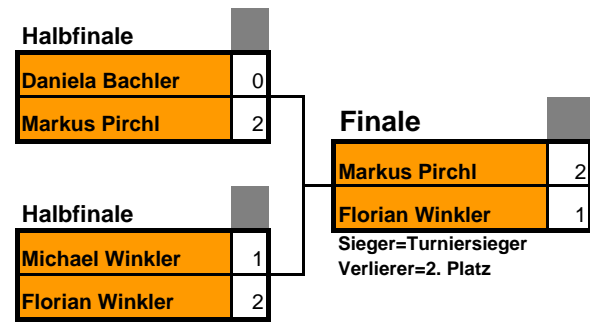 Halbfinale
Daniela Bachler 0
Markus Pirchl 2
Finale
Markus Pirchl 2
Florian Winkler 1
Sieger=Turniersieger
Verlierer=2. Platz
Halbfinale
Michael Winkler 1
Florian Winkler 2